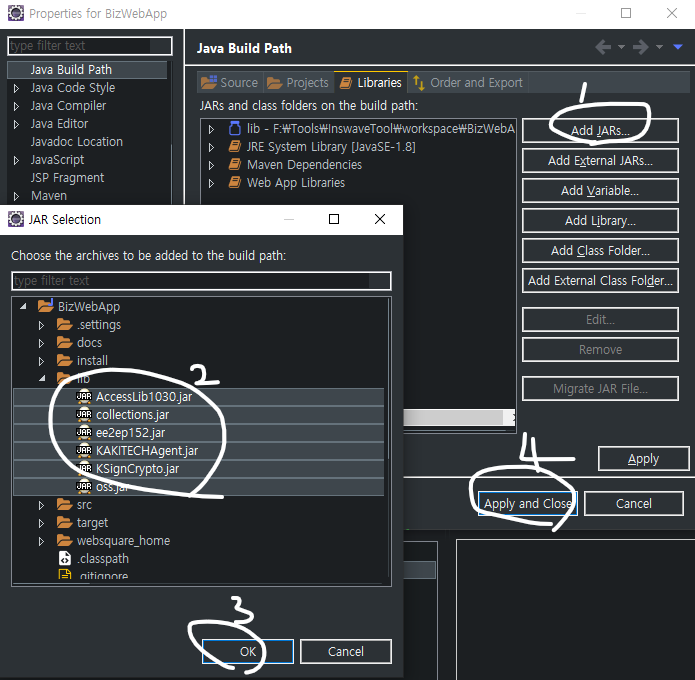 Properties for BizWebApp
type filter text
Java Build Path
Java Code Style
Java Compiler
Java Editor
Javadoc Location
JavaScript
JSP Fragment
Maven
Java Build Path
Source
Projects
Libraries
Order and Export
JARs and class folders on the build path:
lib - F:₩Tools₩InswaveTool₩workspace₩BizWebA
JRE System Library [JavaSE-1.8]
Maven Dependencies
Web App Libraries
1
Add JARs...
Add External JARs...
Add Variable...
Add Library...
Add Class Folder...
Add External Class Folder...
Edit...
Remove
Migrate JAR File...
4
Apply
Apply and Close
Cancel
JAR Selection
Choose the archives to be added to the build path:
type filter text
BizWebApp
.settings
docs
install
2
lib
AccessLib1030.jar
collections.jar
ee2ep152.jar
KAKITECHAgent.jar
KSignCrypto.jar
oss.jar
src
target
websquare_home
.classpath
.gitignore
3
OK
Cancel